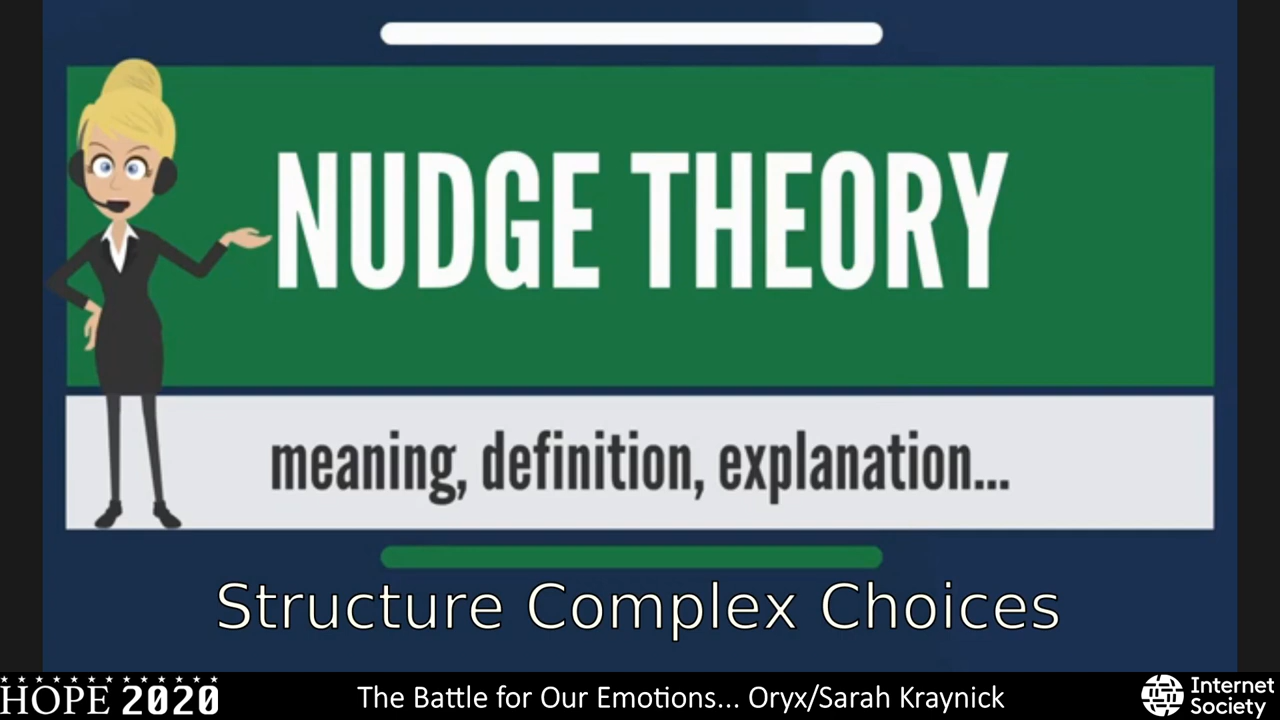 NUDGE THEORY
meaning, definition, explanation...
Structure Complex Choices
HOPE 2020
The Battle for Our Emotions... Oryx/Sarah Kraynick
Internet
Society